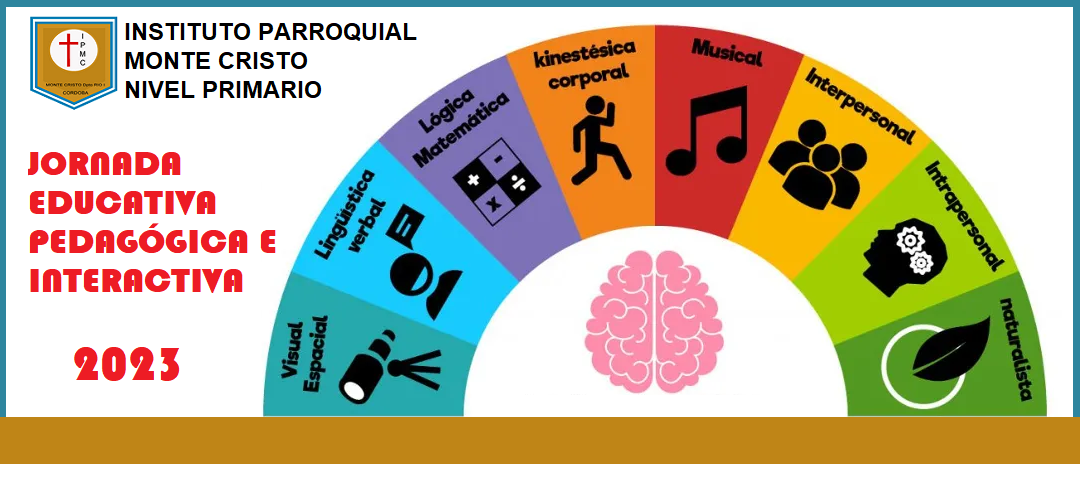 INSTITUTO PARROQUIAL
MONTE CRISTO
NIVEL PRIMARIO
I
P
M
C
MONTE CRISTO Dpto RIO I
CORDOBA
JORNADA
EDUCATIVA
PEDAGÓGICA E
INTERACTIVA
2023
Visual
Espacial
Lingüística
verbal
Lógica
Matemática
kinestésica
corporal
Musical
Interpersonal
Intrapersonal
naturalista